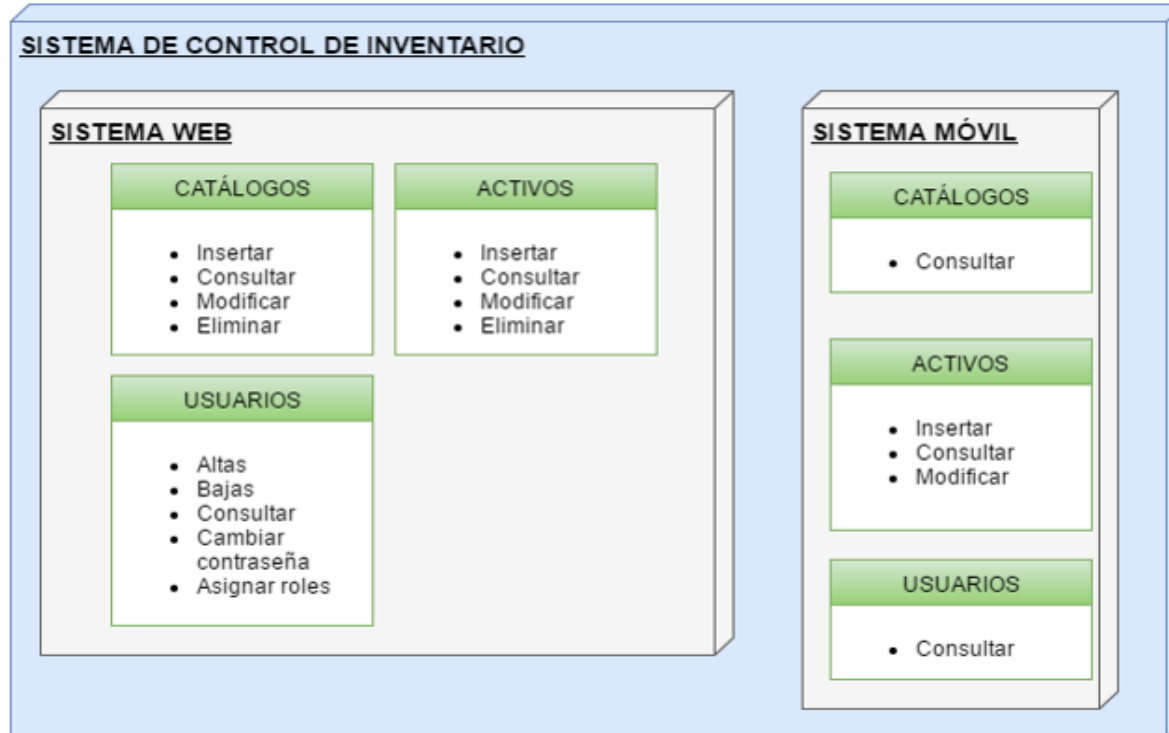 SISTEMA DE CONTROL DE INVENTARIO
SISTEMA WEB
CATÁLOGOS
• Insertar
• Consultar
• Modificar
• Eliminar
ACTIVOS
• Insertar
• Consultar
• Modificar
• Eliminar
USUARIOS
• Altas
• Bajas
• Consultar
• Cambiar
contraseña
• Asignar roles
SISTEMA MÓVIL
CATÁLOGOS
• Consultar
ACTIVOS
• Insertar
• Consultar
• Modificar
USUARIOS
• Consultar